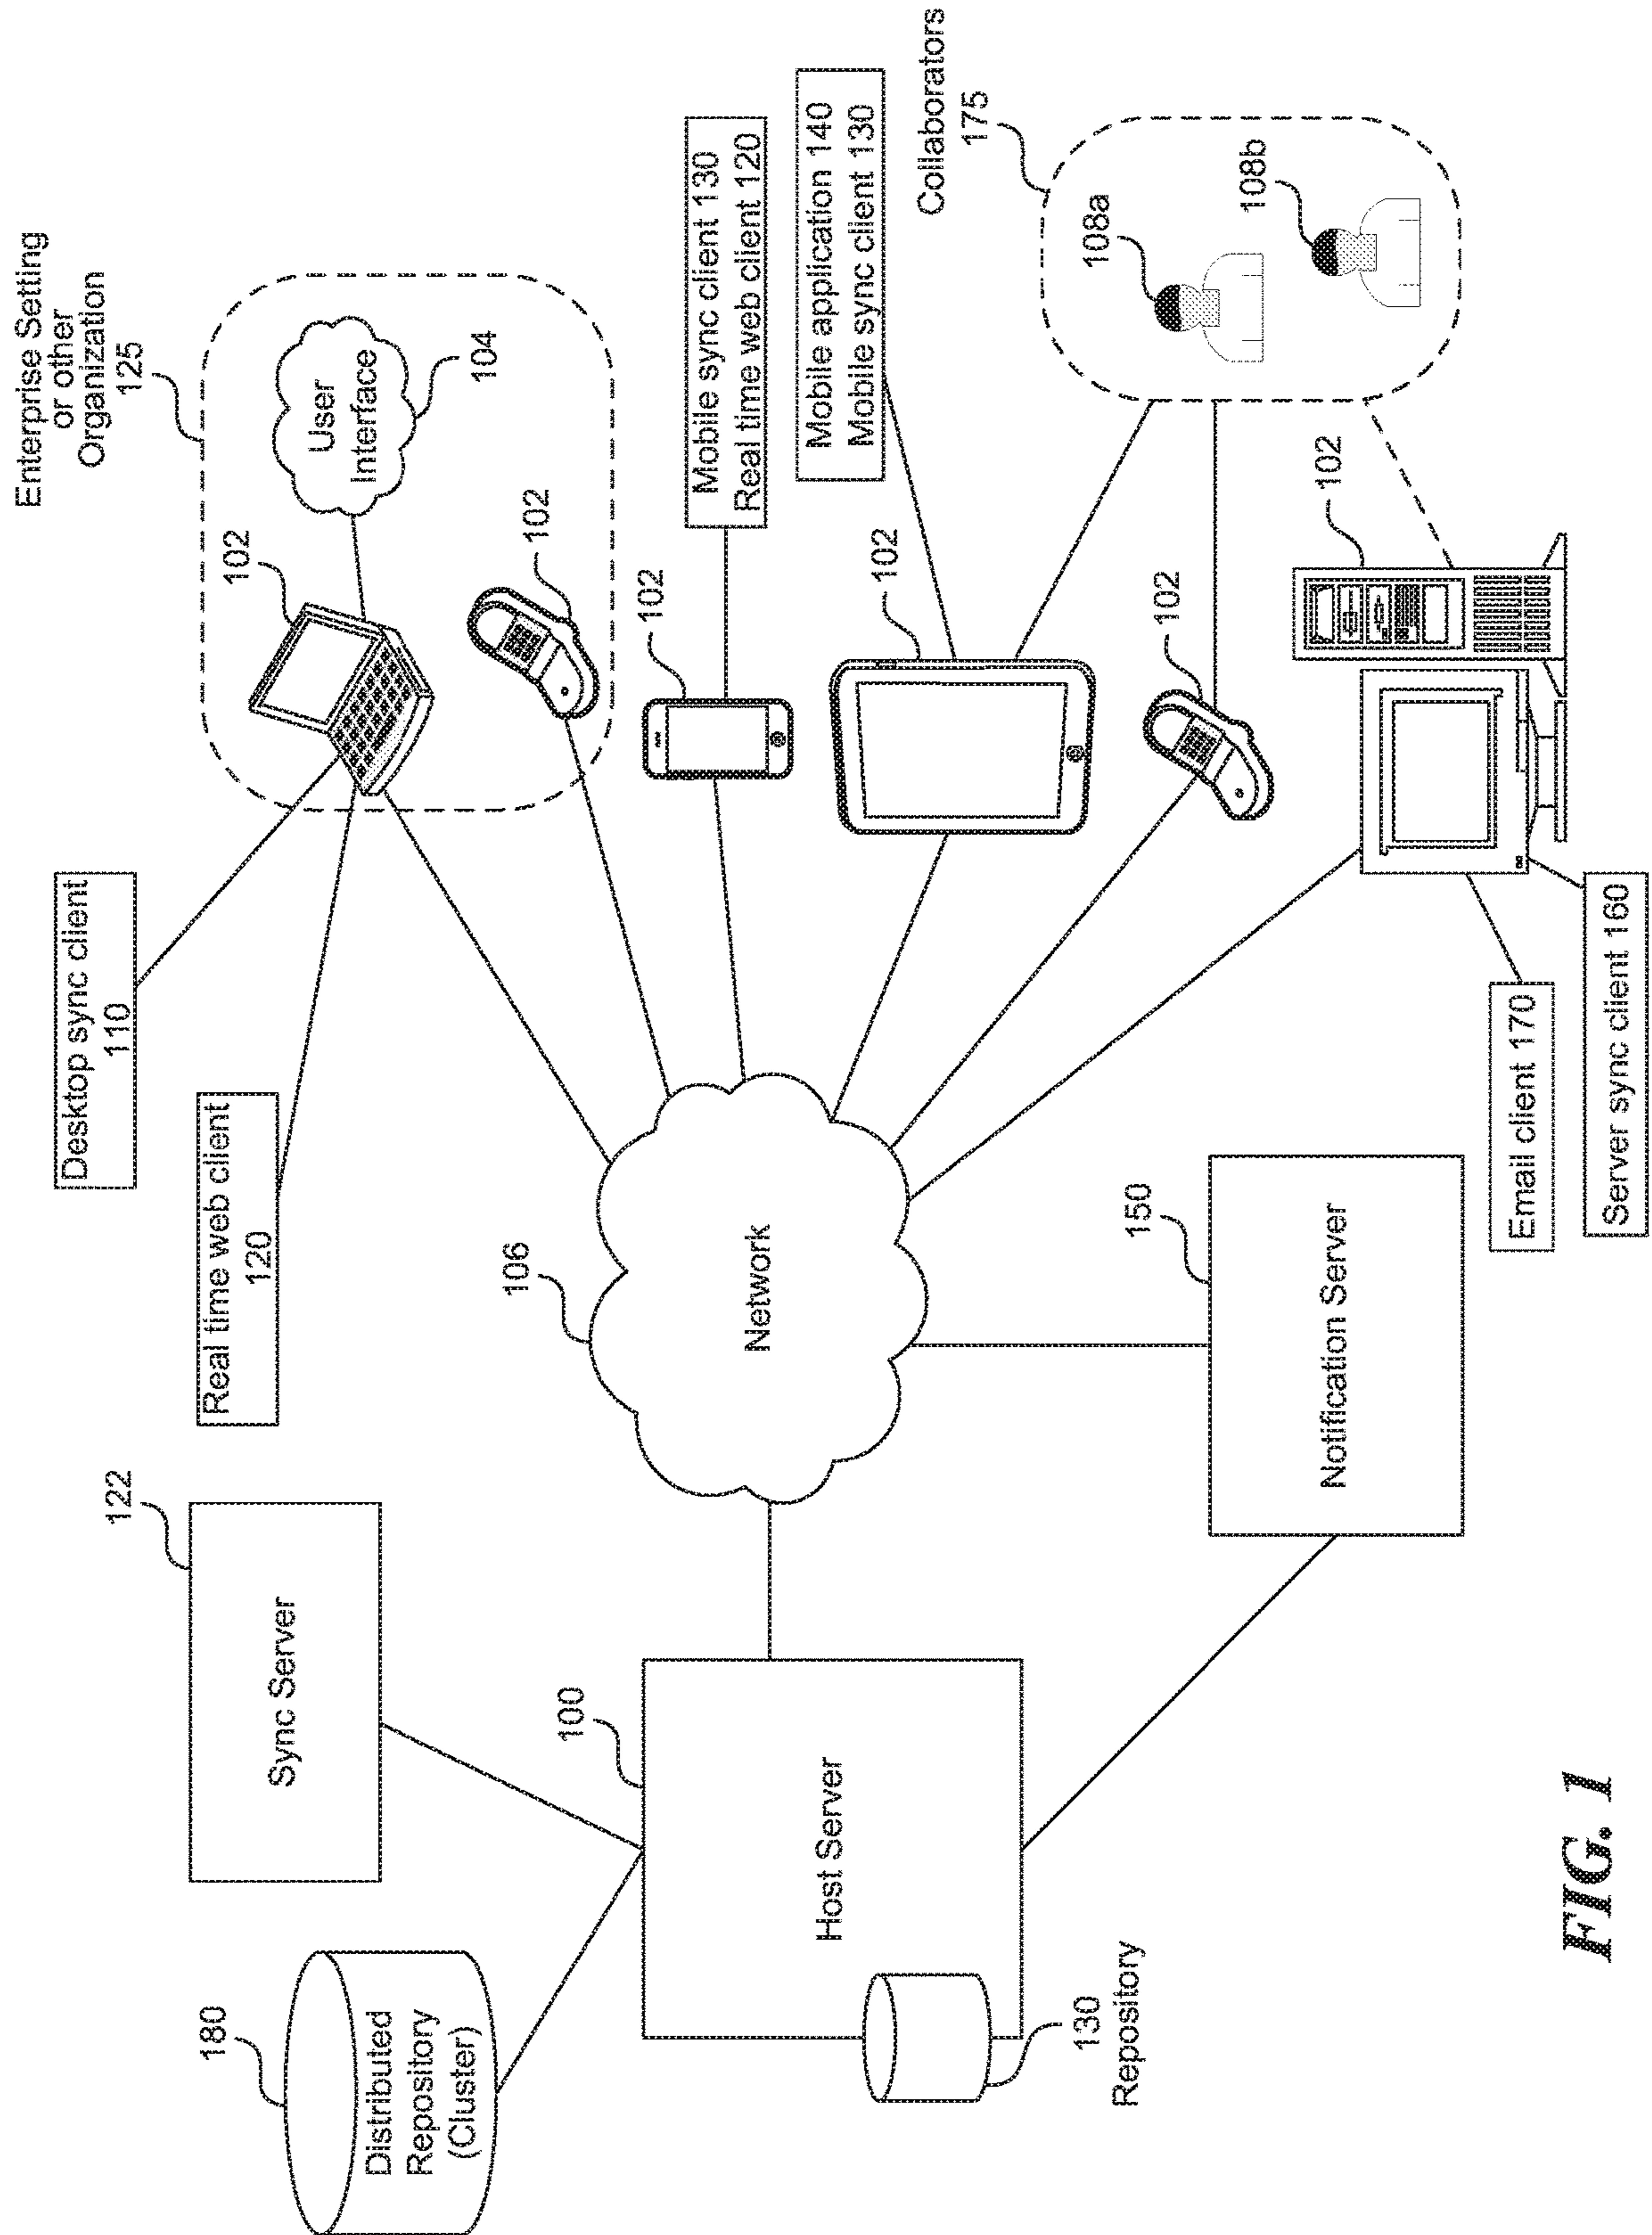 180
Distributed
Repository
(Cluster)
Sync Server
122
Host Server
100
130
Repository
106
Network
Notification Server
150
Desktop sync client
110
Real time web client
120
Enterprise Setting
or other
Organization
125
102
User
Interface
104
102
102
Mobile sync client 130
Real time web client 120
102
Mobile application 140
Mobile sync client 130
102
102
Collaborators
175
108a
108b
Email client 170
Server sync client 160
FIG. 1